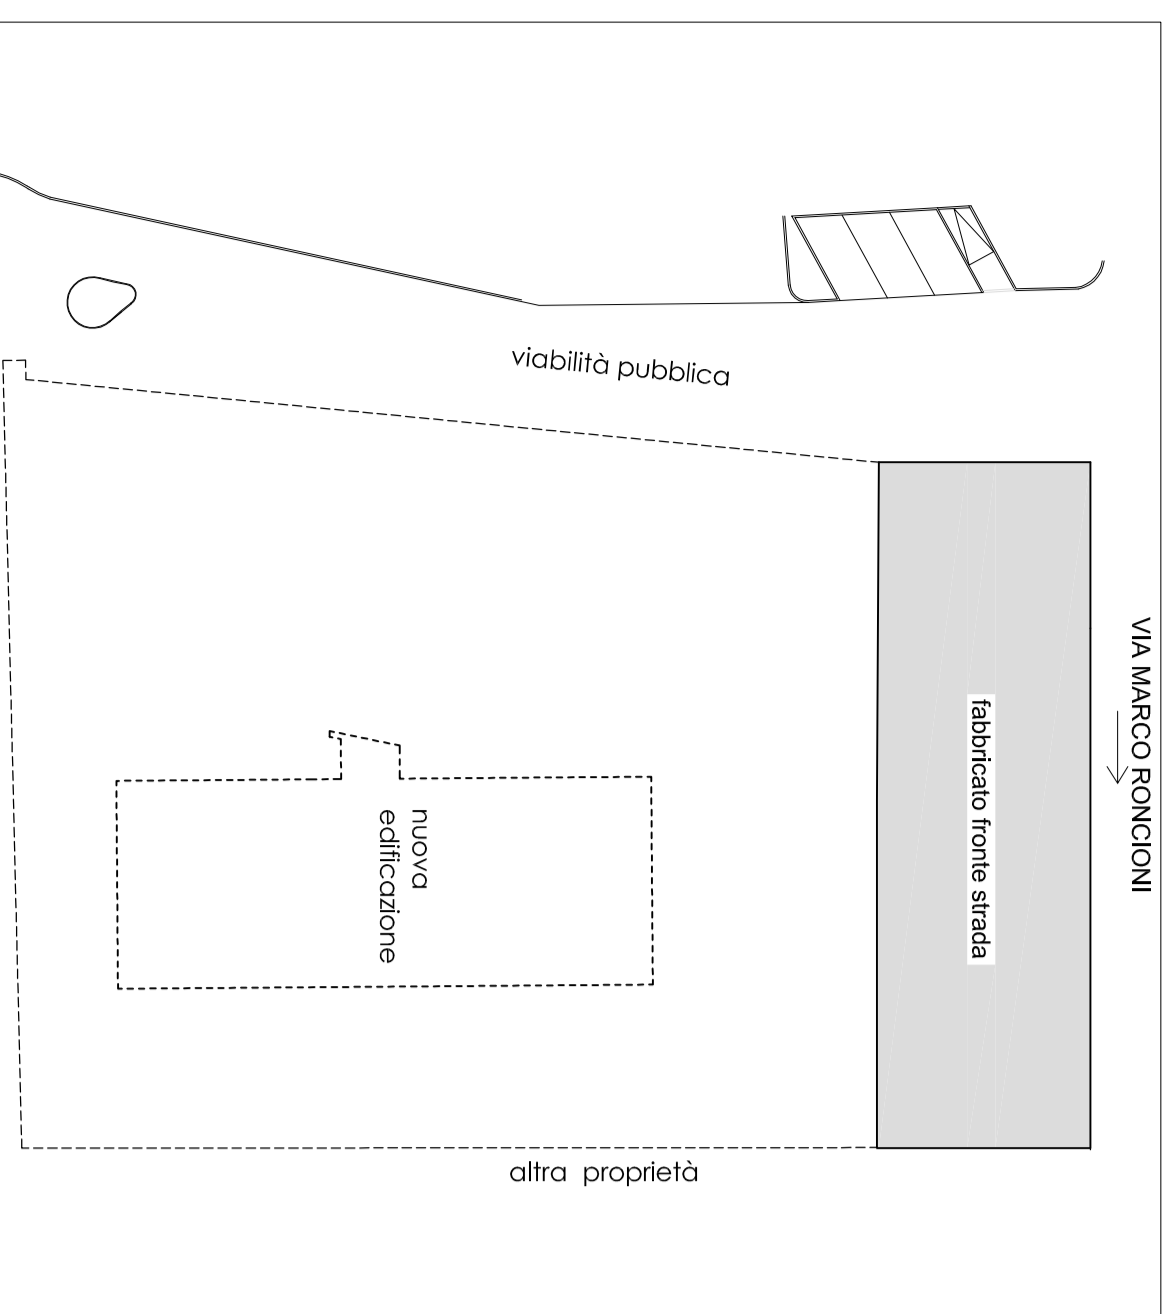 viabilità pubblica
VIA MARCO RONCIONI
fabbricato fronte strada
nuova
edificazione
altra proprietà